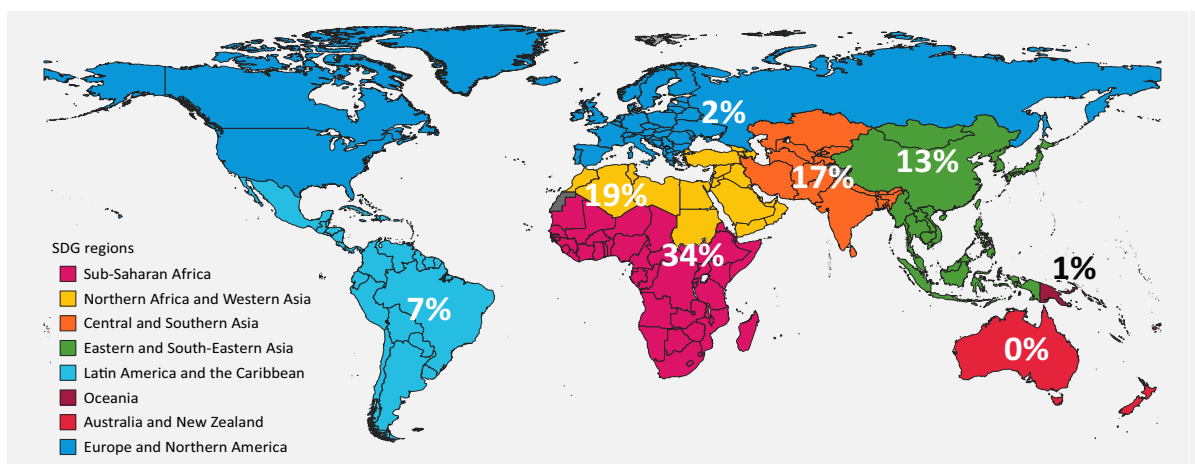 2%
13%
17%
19%
34%
1%
7%
0%
SDG regions
Sub-Saharan Africa
Northern Africa and Western Asia
Central and Southern Asia
Eastern and South-Eastern Asia
Latin America and the Caribbean
Oceania
Australia and New Zealand
Europe and Northern America